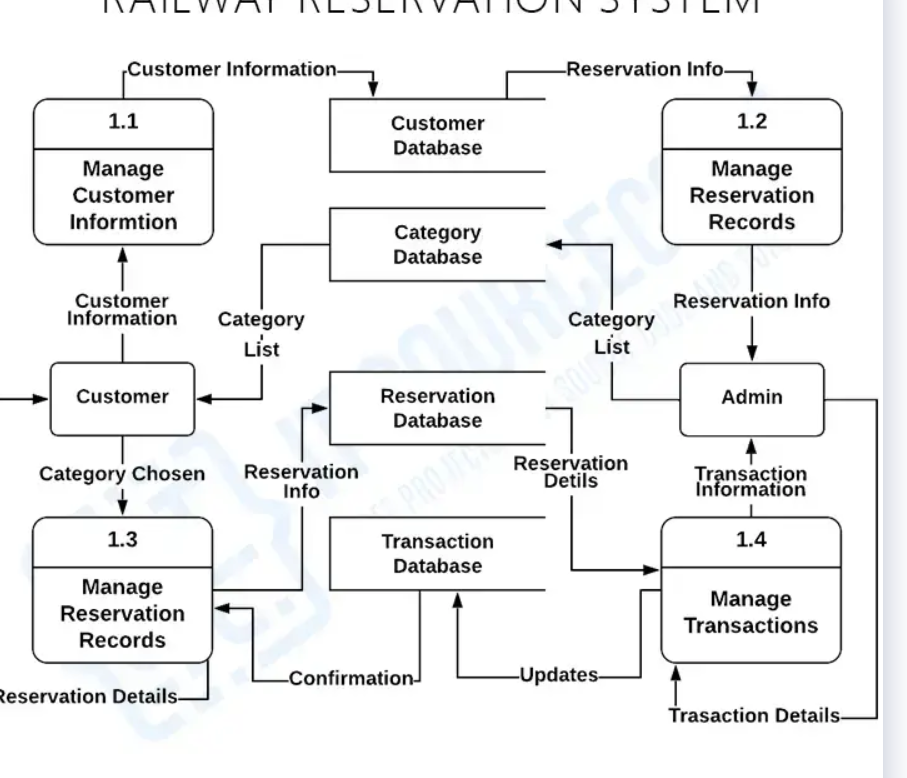 RAILWAY RESERVATION SYSTEM
Customer Information
Reservation Info
1.1
Manage
Customer
Informtion
Customer
Database
1.2
Manage
Reservation
Records
Category
Database
Customer
Information
Category
List
Category
List
Reservation Info
Customer
Reservation
Database
Admin
Category Chosen
Reservation
Info
Reservation
Detils
Transaction
Information
1.3
Manage
Reservation
Records
Transaction
Database
1.4
Manage
Transactions
Confirmation
Updates
Reservation Details
Trasaction Details